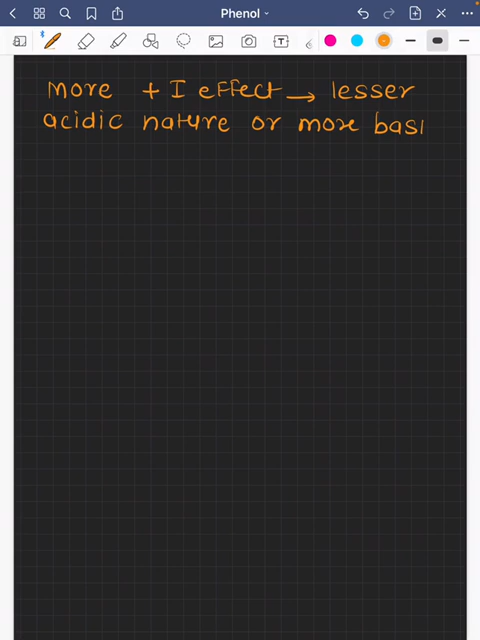 Phenol
more + I effect → lesser
acidic nature or more basi